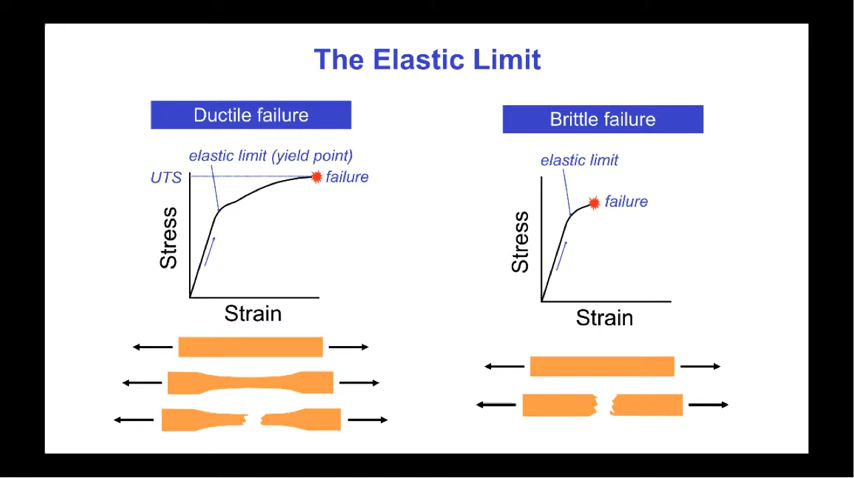 The Elastic Limit
Ductile failure
elastic limit (yield point)
UTS
failure
Stress
Strain
Brittle failure
elastic limit
failure
Stress
Strain